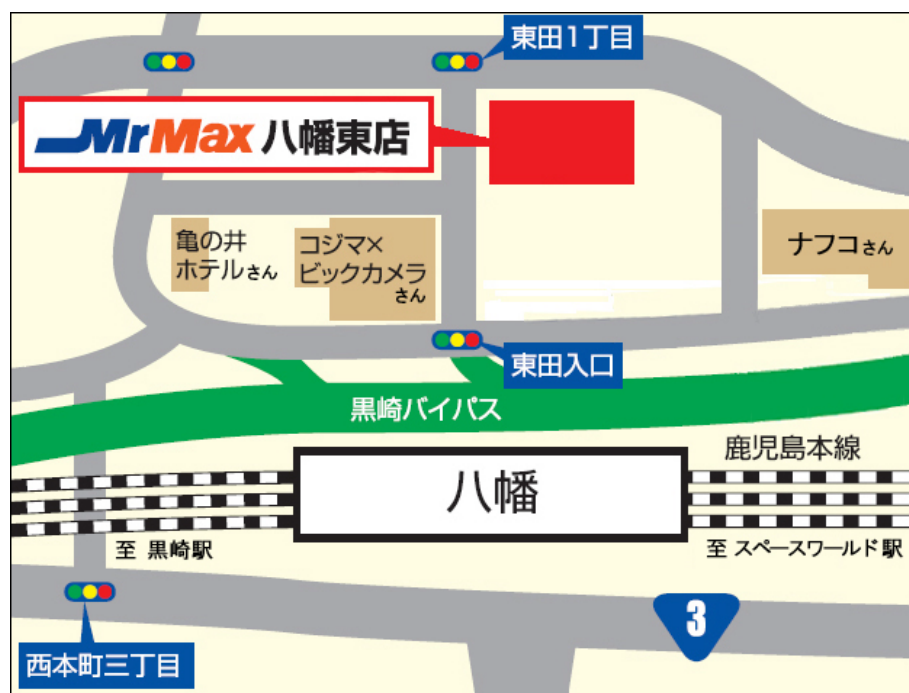 東田1丁目
MrMax 八幡東店
亀の井
ホテルさん
コジマ×
ビックカメラ
さん
ナフコさん
東田入口
黒崎バイパス
鹿児島本線
八幡
至 黒崎駅
至 スペースワールド駅
3
西本町三丁目